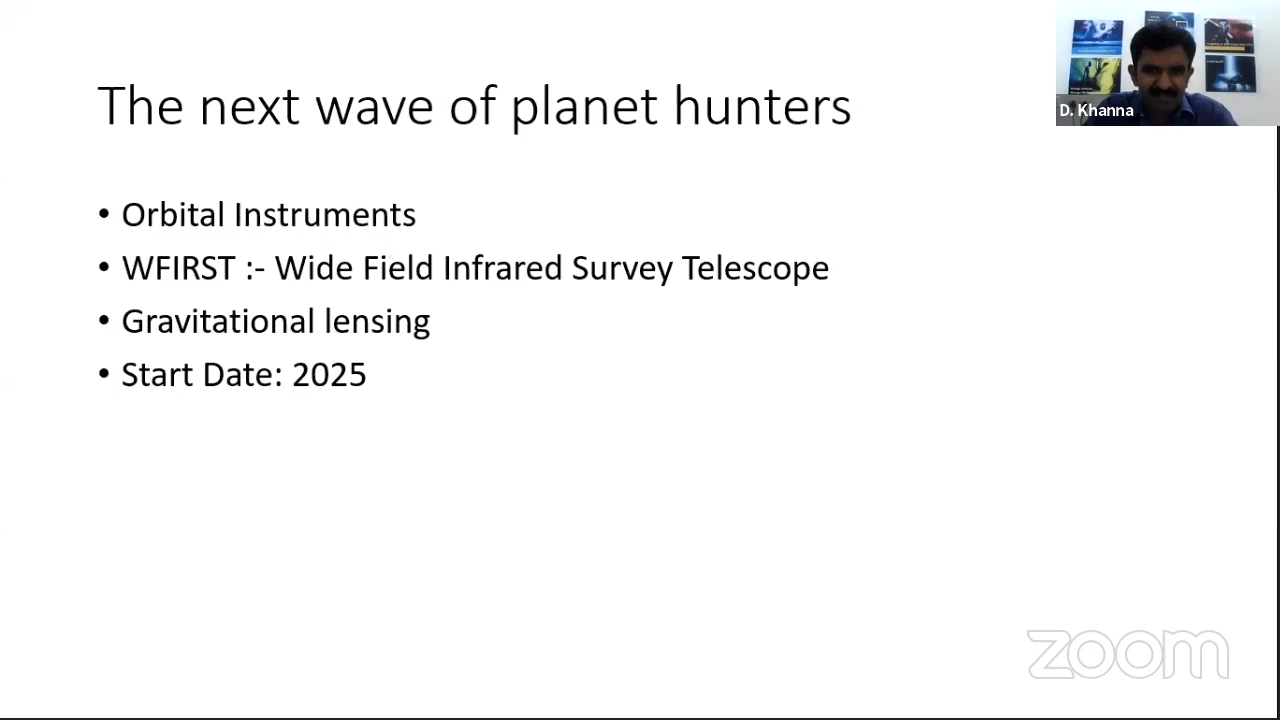 The next wave of planet hunters
D. Khanna
• Orbital Instruments
• WFIRST :- Wide Field Infrared Survey Telescope
• Gravitational lensing
• Start Date: 2025
zoom